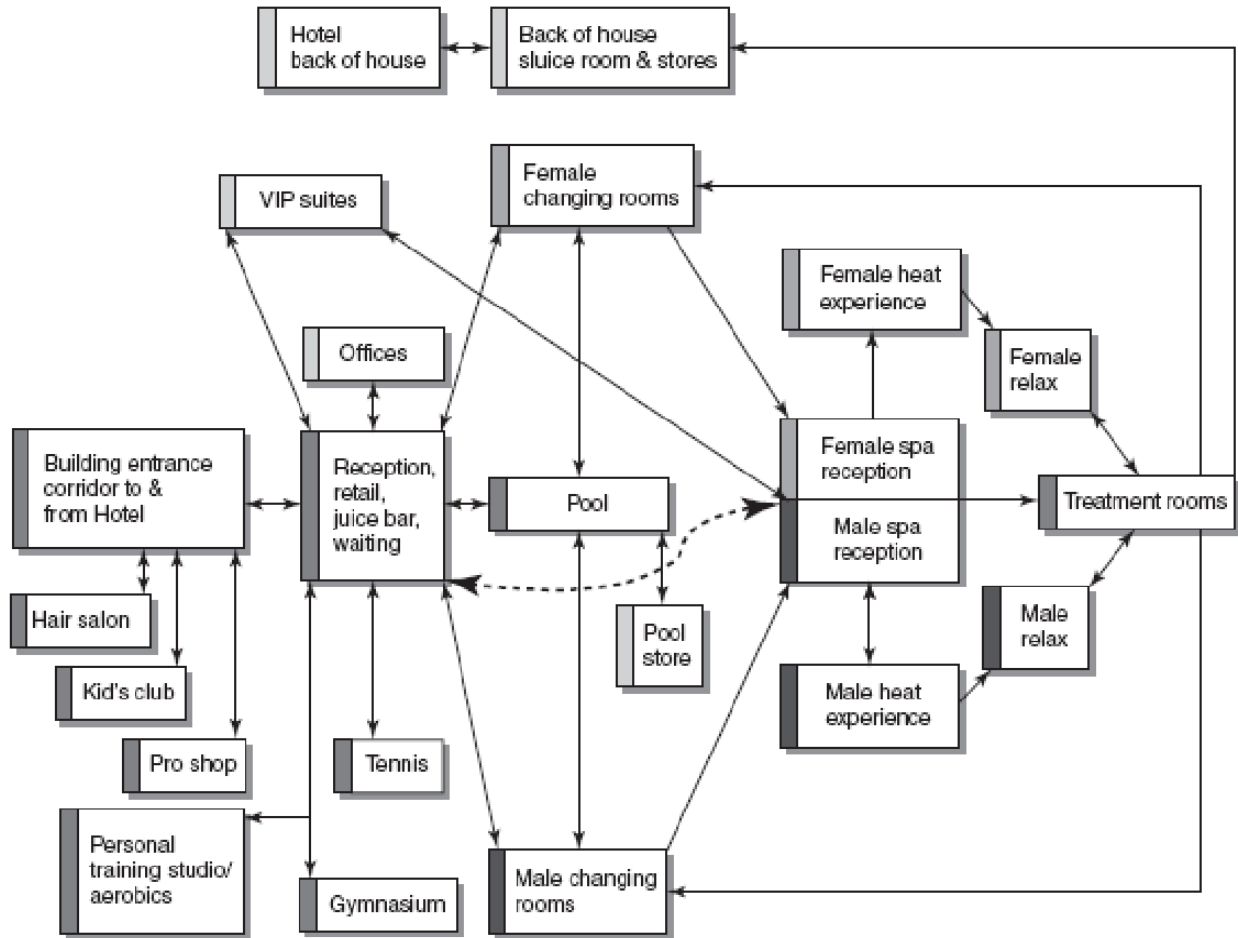 Hotel
back of house
Back of house
sluice room & stores
Female
changing rooms
VIP suites
Female heat
experience
Offices
Female
relax
Building entrance
corridor to &
from Hotel
Reception,
retail,
juice bar,
waiting
Pool
Female spa
reception
Male spa
reception
Treatment rooms
Hair salon
Pool
store
Male
relax
Kid's club
Male heat
experience
Pro shop
Tennis
Personal
training studio/
aerobics
Gymnasium
Male changing
rooms